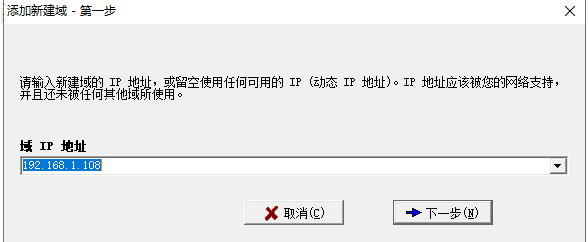 添加新建域 - 第一步
请输入新建域的 IP 地址，或留空使用任何可用的 IP (动态 IP 地址)。IP 地址应该被您的网络支持，
并且还未被任何其他域所使用。
域 IP 地址
192.168.1.108
取消(C)
下一步(N)